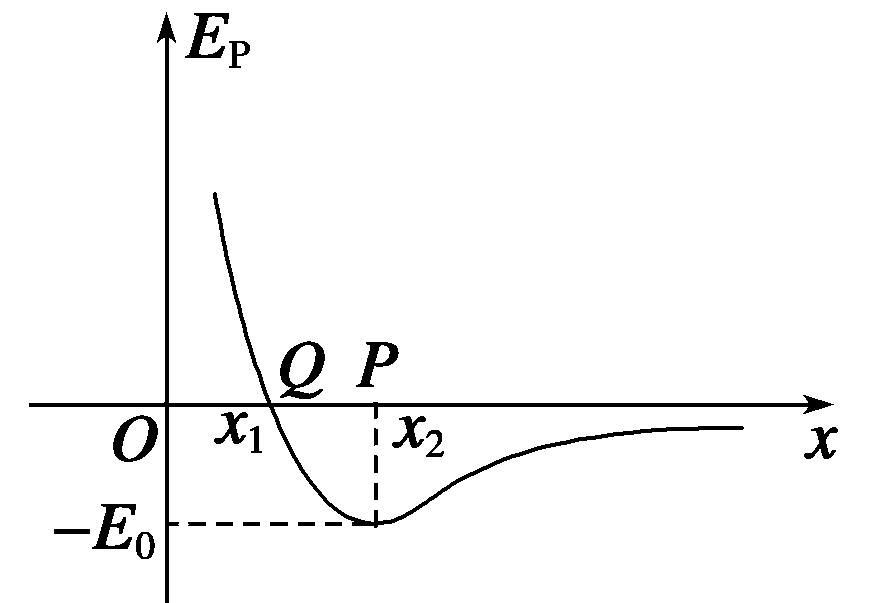 E_P
Q P
O x_1 x_2 x
-E_0